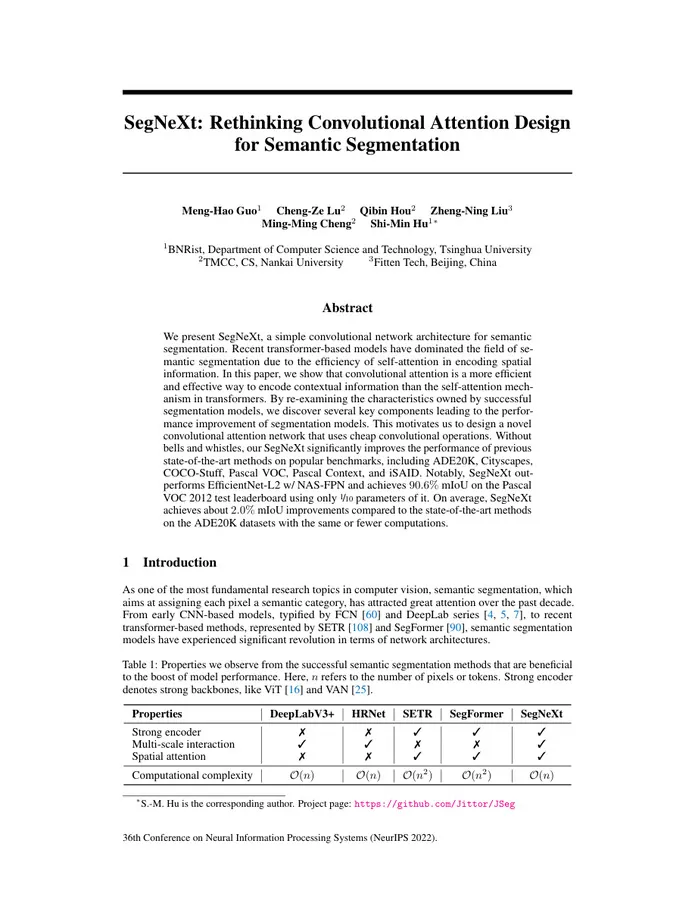 SegNeXt: Rethinking Convolutional Attention Design
for Semantic Segmentation
Meng-Hao Guo¹ Cheng-Ze Lu² Qibin Hou² Zheng-Ning Liu³
Ming-Ming Cheng² Shi-Min Hu¹*
¹BNRist, Department of Computer Science and Technology, Tsinghua University
²TMCC, CS, Nankai University ³Fitten Tech, Beijing, China
Abstract
We present SegNeXt, a simple convolutional network architecture for semantic
segmentation. Recent transformer-based models have dominated the field of se-
mantic segmentation due to the efficiency of self-attention in encoding spatial
information. In this paper, we show that convolutional attention is a more efficient
and effective way to encode contextual information than the self-attention mech-
anism in transformers. By re-examining the characteristics owned by successful
segmentation models, we discover several key components leading to the perfor-
mance improvement of segmentation models. This motivates us to design a novel
convolutional attention network that uses cheap convolutional operations. Without
bells and whistles, our SegNeXt significantly improves the performance of previous
state-of-the-art methods on popular benchmarks, including ADE20K, Cityscapes,
COCO-Stuff, Pascal VOC, Pascal Context, and iSAID. Notably, SegNeXt out-
performs EfficientNet-L2 w/ NAS-FPN and achieves 90.6% mIoU on the Pascal
VOC 2012 test leaderboard using only 1/10 parameters of it. On average, SegNeXt
achieves about 2.0% mIoU improvements compared to the state-of-the-art methods
on the ADE20K datasets with the same or fewer computations.
1 Introduction
As one of the most fundamental research topics in computer vision, semantic segmentation, which
aims at assigning each pixel a semantic category, has attracted great attention over the past decade.
From early CNN-based models, typified by FCN [60] and DeepLab series [4, 5, 7], to recent
transformer-based methods, represented by SETR [108] and SegFormer [90], semantic segmentation
models have experienced significant revolution in terms of network architectures.
Table 1: Properties we observe from the successful semantic segmentation methods that are beneficial
to the boost of model performance. Here, n refers to the number of pixels or tokens. Strong encoder
denotes strong backbones, like ViT [16] and VAN [25].
Properties DeepLabV3+ HRNet SETR SegFormer SegNeXt
Strong encoder ✗ ✗ ✓ ✓ ✓
Multi-scale interaction ✓ ✓ ✗ ✗ ✓
Spatial attention ✗ ✗ ✓ ✓ ✓
Computational complexity O(n) O(n) O(n²) O(n²) O(n)
*S.-M. Hu is the corresponding author. Project page: https://github.com/Jittor/JSeg
36th Conference on Neural Information Processing Systems (NeurIPS 2022).